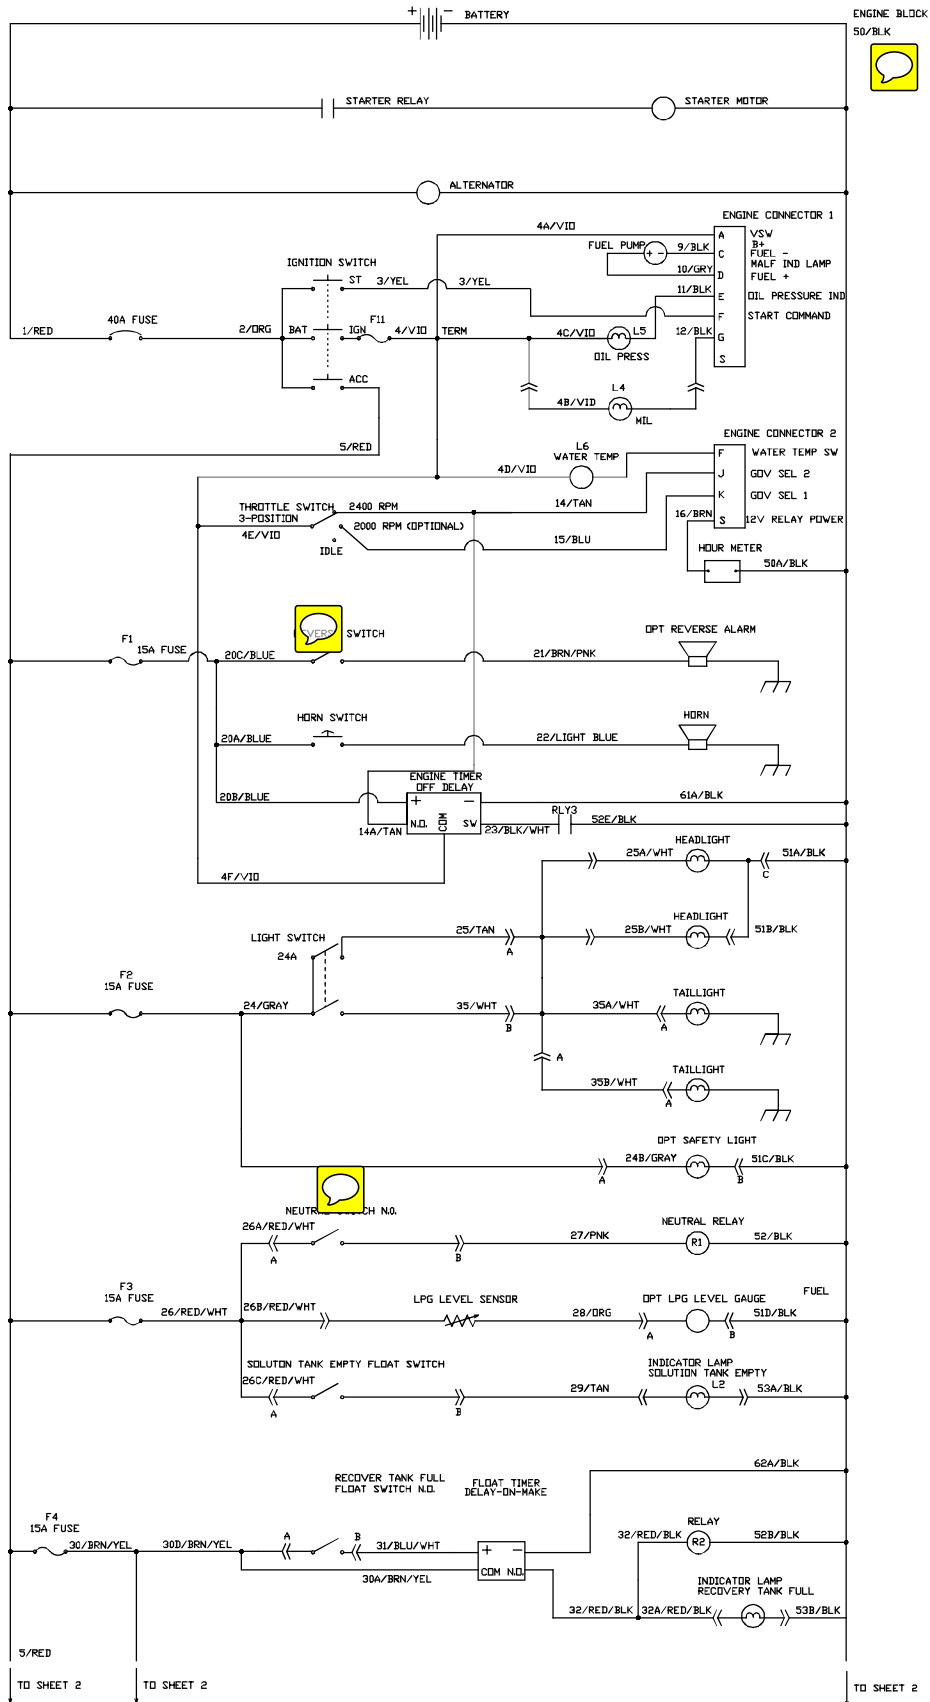 + - BATTERY
ENGINE BLOCK
50/BLK
STARTER RELAY
STARTER MOTOR
ALTERNATOR
ENGINE CONNECTOR 1
4A/VIO
A VSW
B+
FUEL PUMP + - 9/BLK C FUEL -
MALF IND LAMP
10/GRY D FUEL +
IGNITION SWITCH
ST 3/YEL 3/YEL
11/BLK E OIL PRESSURE IND
F START COMMAND
1/RED
40A FUSE
2/ORG BAT IGN F11 4/VIO TERM
4C/VIO L5 12/BLK G
OIL PRESS
S
ACC
L4
4B/VIO
MIL
5/RED
ENGINE CONNECTOR 2
L6
WATER TEMP
F WATER TEMP SW
4D/VIO
J GOV SEL 2
THROTTLE SWITCH 2400 RPM 14/TAN
3-POSITION
K GOV SEL 1
4E/VIO
2000 RPM (OPTIONAL)
16/BRN S 12V RELAY POWER
IDLE
15/BLU
HOUR METER
50A/BLK
F1
15A FUSE
SWITCH
OPT REVERSE ALARM
20C/BLUE
21/BRN/PNK
HORN SWITCH
HORN
20A/BLUE
22/LIGHT BLUE
ENGINE TIMER
OFF DELAY
20B/BLUE
+ -
61A/BLK
14A/TAN
N.O. COM SW
23/BLK/WHT
RLY3
52E/BLK
4F/VIO
HEADLIGHT
25A/WHT
51A/BLK
C
HEADLIGHT
LIGHT SWITCH
24A
25/TAN
A
25B/WHT
51B/BLK
F2
15A FUSE
24/GRAY
35/WHT
B
35A/WHT
TAILLIGHT
A
A
35B/WHT
TAILLIGHT
A
OPT SAFETY LIGHT
24B/GRAY
A
51C/BLK
B
N.O.
26A/RED/WHT
A
B
27/PNK
NEUTRAL RELAY
R1
52/BLK
F3
15A FUSE
26/RED/WHT
26B/RED/WHT
LPG LEVEL SENSOR
28/ORG
A
OPT LPG LEVEL GAUGE
FUEL
51D/BLK
B
SOLUTON TANK EMPTY FLOAT SWITCH
26C/RED/WHT
A
B
29/TAN
INDICATOR LAMP
SOLUTION TANK EMPTY
L2
53A/BLK
62A/BLK
RECOVER TANK FULL
FLOAT SWITCH N.O.
FLOAT TIMER
DELAY-ON-MAKE
F4
15A FUSE
30/BRN/YEL
30D/BRN/YEL
A
B
31/BLU/WHT
+ -
COM N.O.
30A/BRN/YEL
32/RED/BLK
RELAY
R2
52B/BLK
INDICATOR LAMP
RECOVERY TANK FULL
32/RED/BLK
32A/RED/BLK
53B/BLK
5/RED
TO SHEET 2
TO SHEET 2
TO SHEET 2